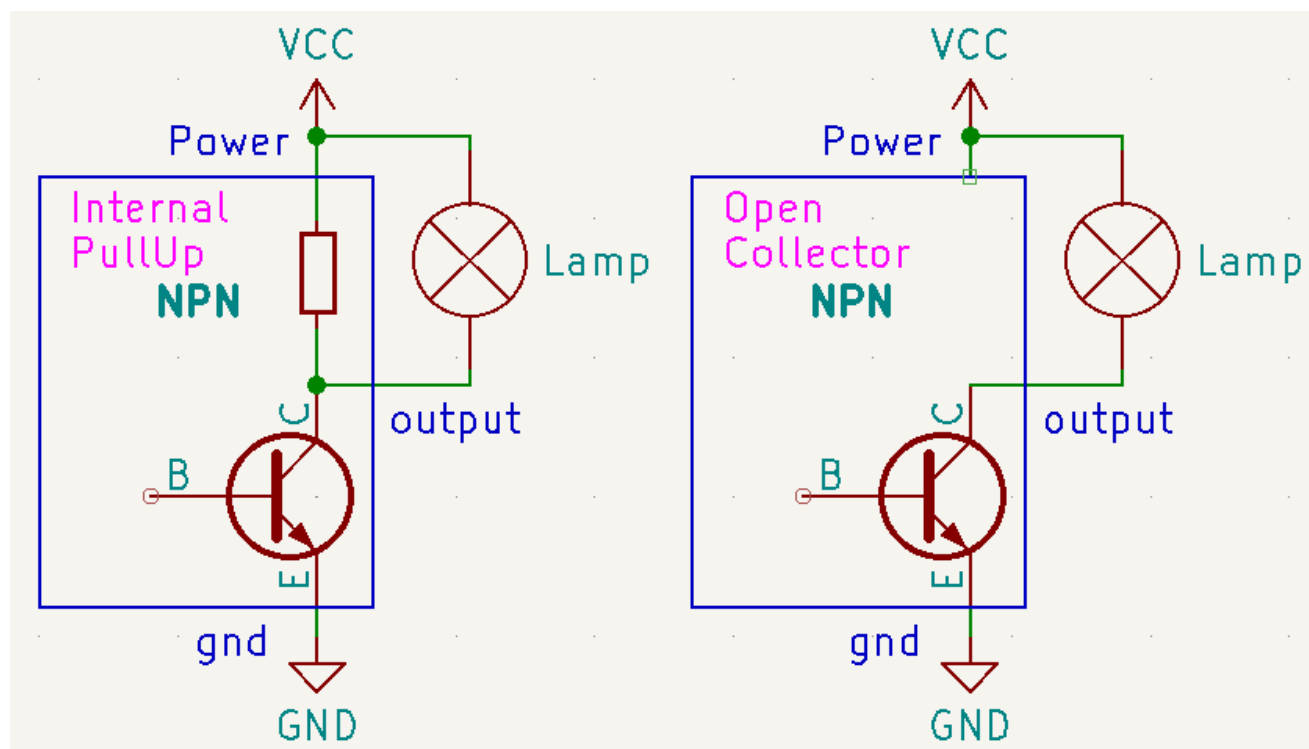 VCC
Power
Internal
PullUp
NPN
Lamp
C
output
B
E
gnd
GND
VCC
Power
Open
Collector
NPN
Lamp
C
output
B
E
gnd
GND